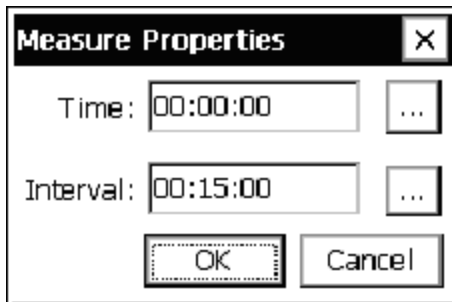 Measure Properties ×
Time: 00:00:00 ...
Interval: 00:15:00 ...
OK Cancel